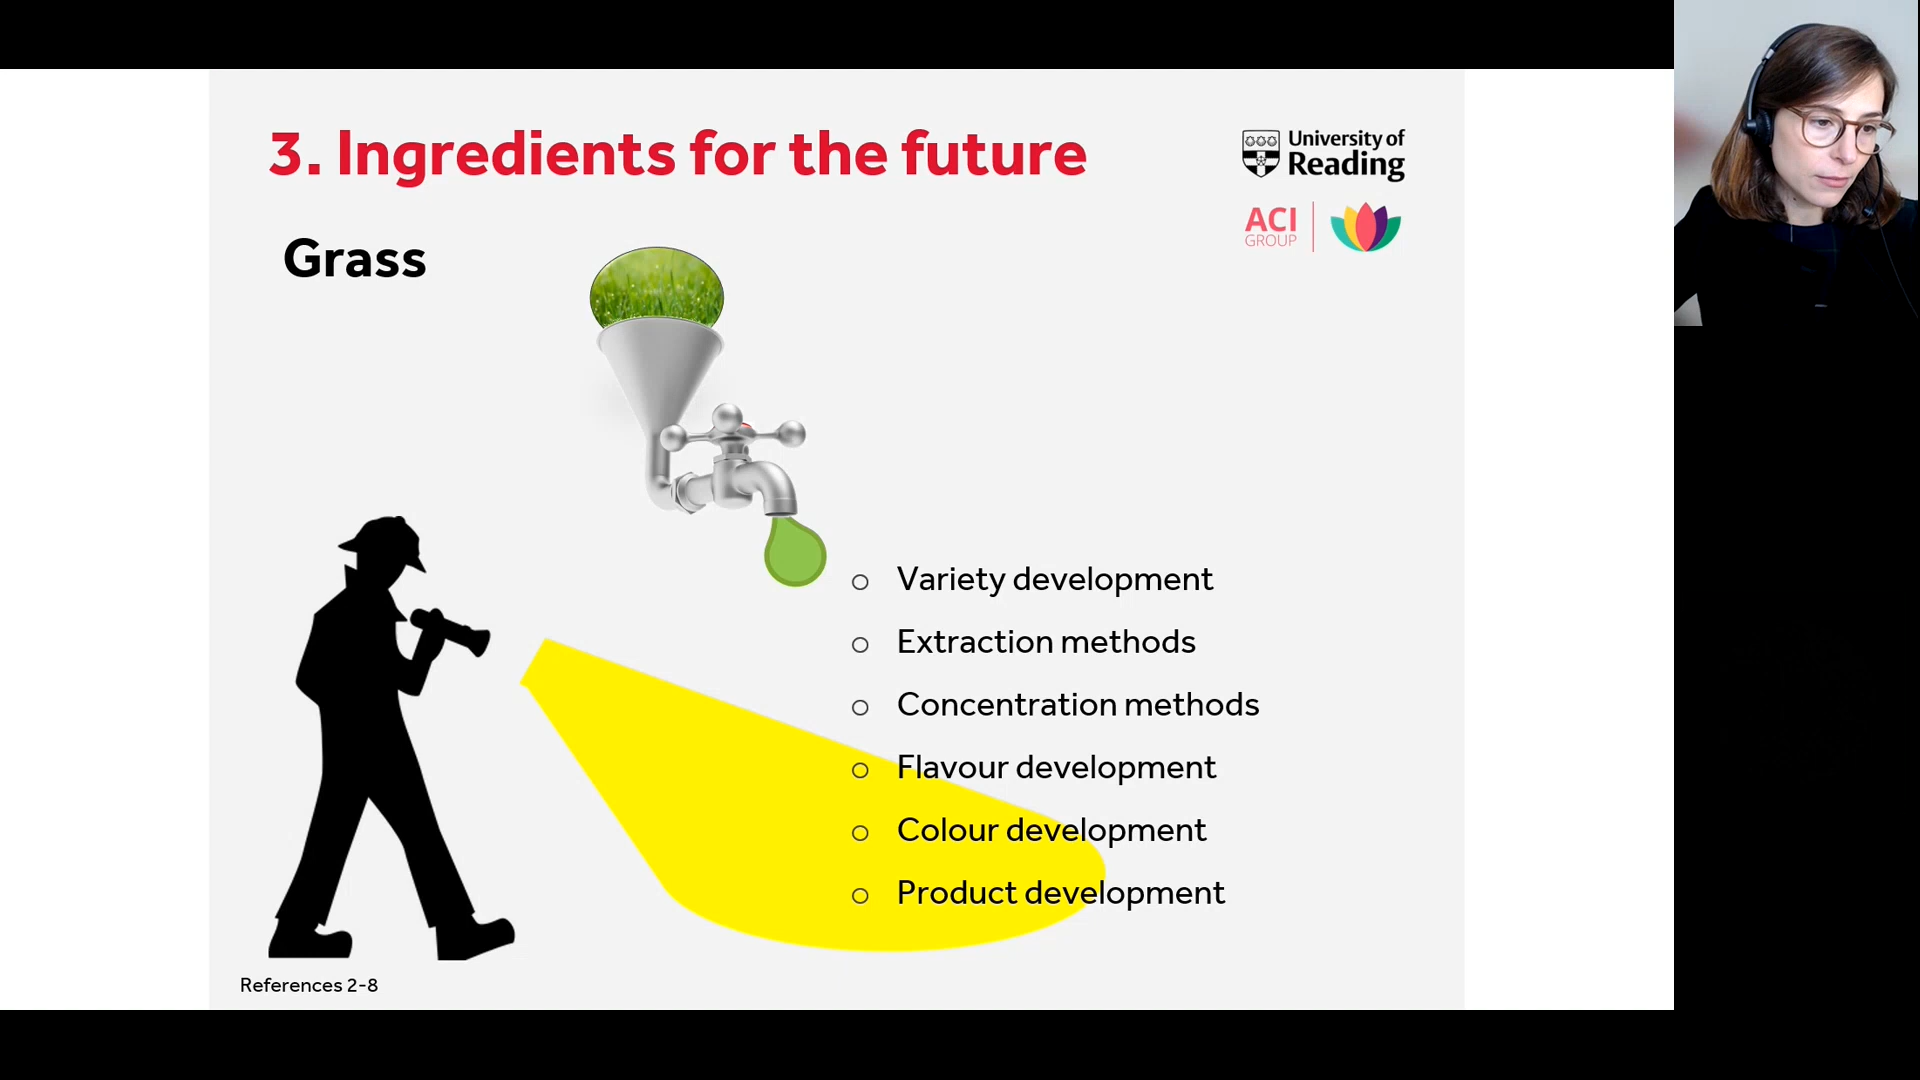 3. Ingredients for the future
University of
Reading
ACI
GROUP
Grass
Variety development
Extraction methods
Concentration methods
Flavour development
Colour development
Product development
References 2-8